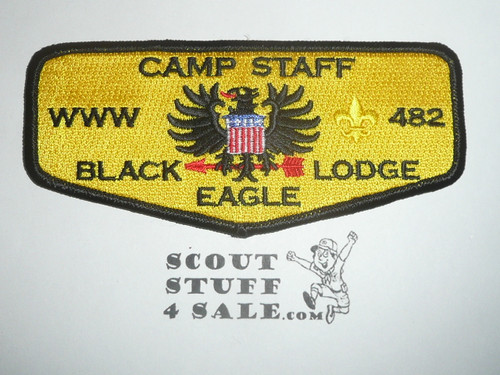 CAMP STAFF
WWW 482
BLACK LODGE
EAGLE
SCOUT
STUFF
4 SALE.COM